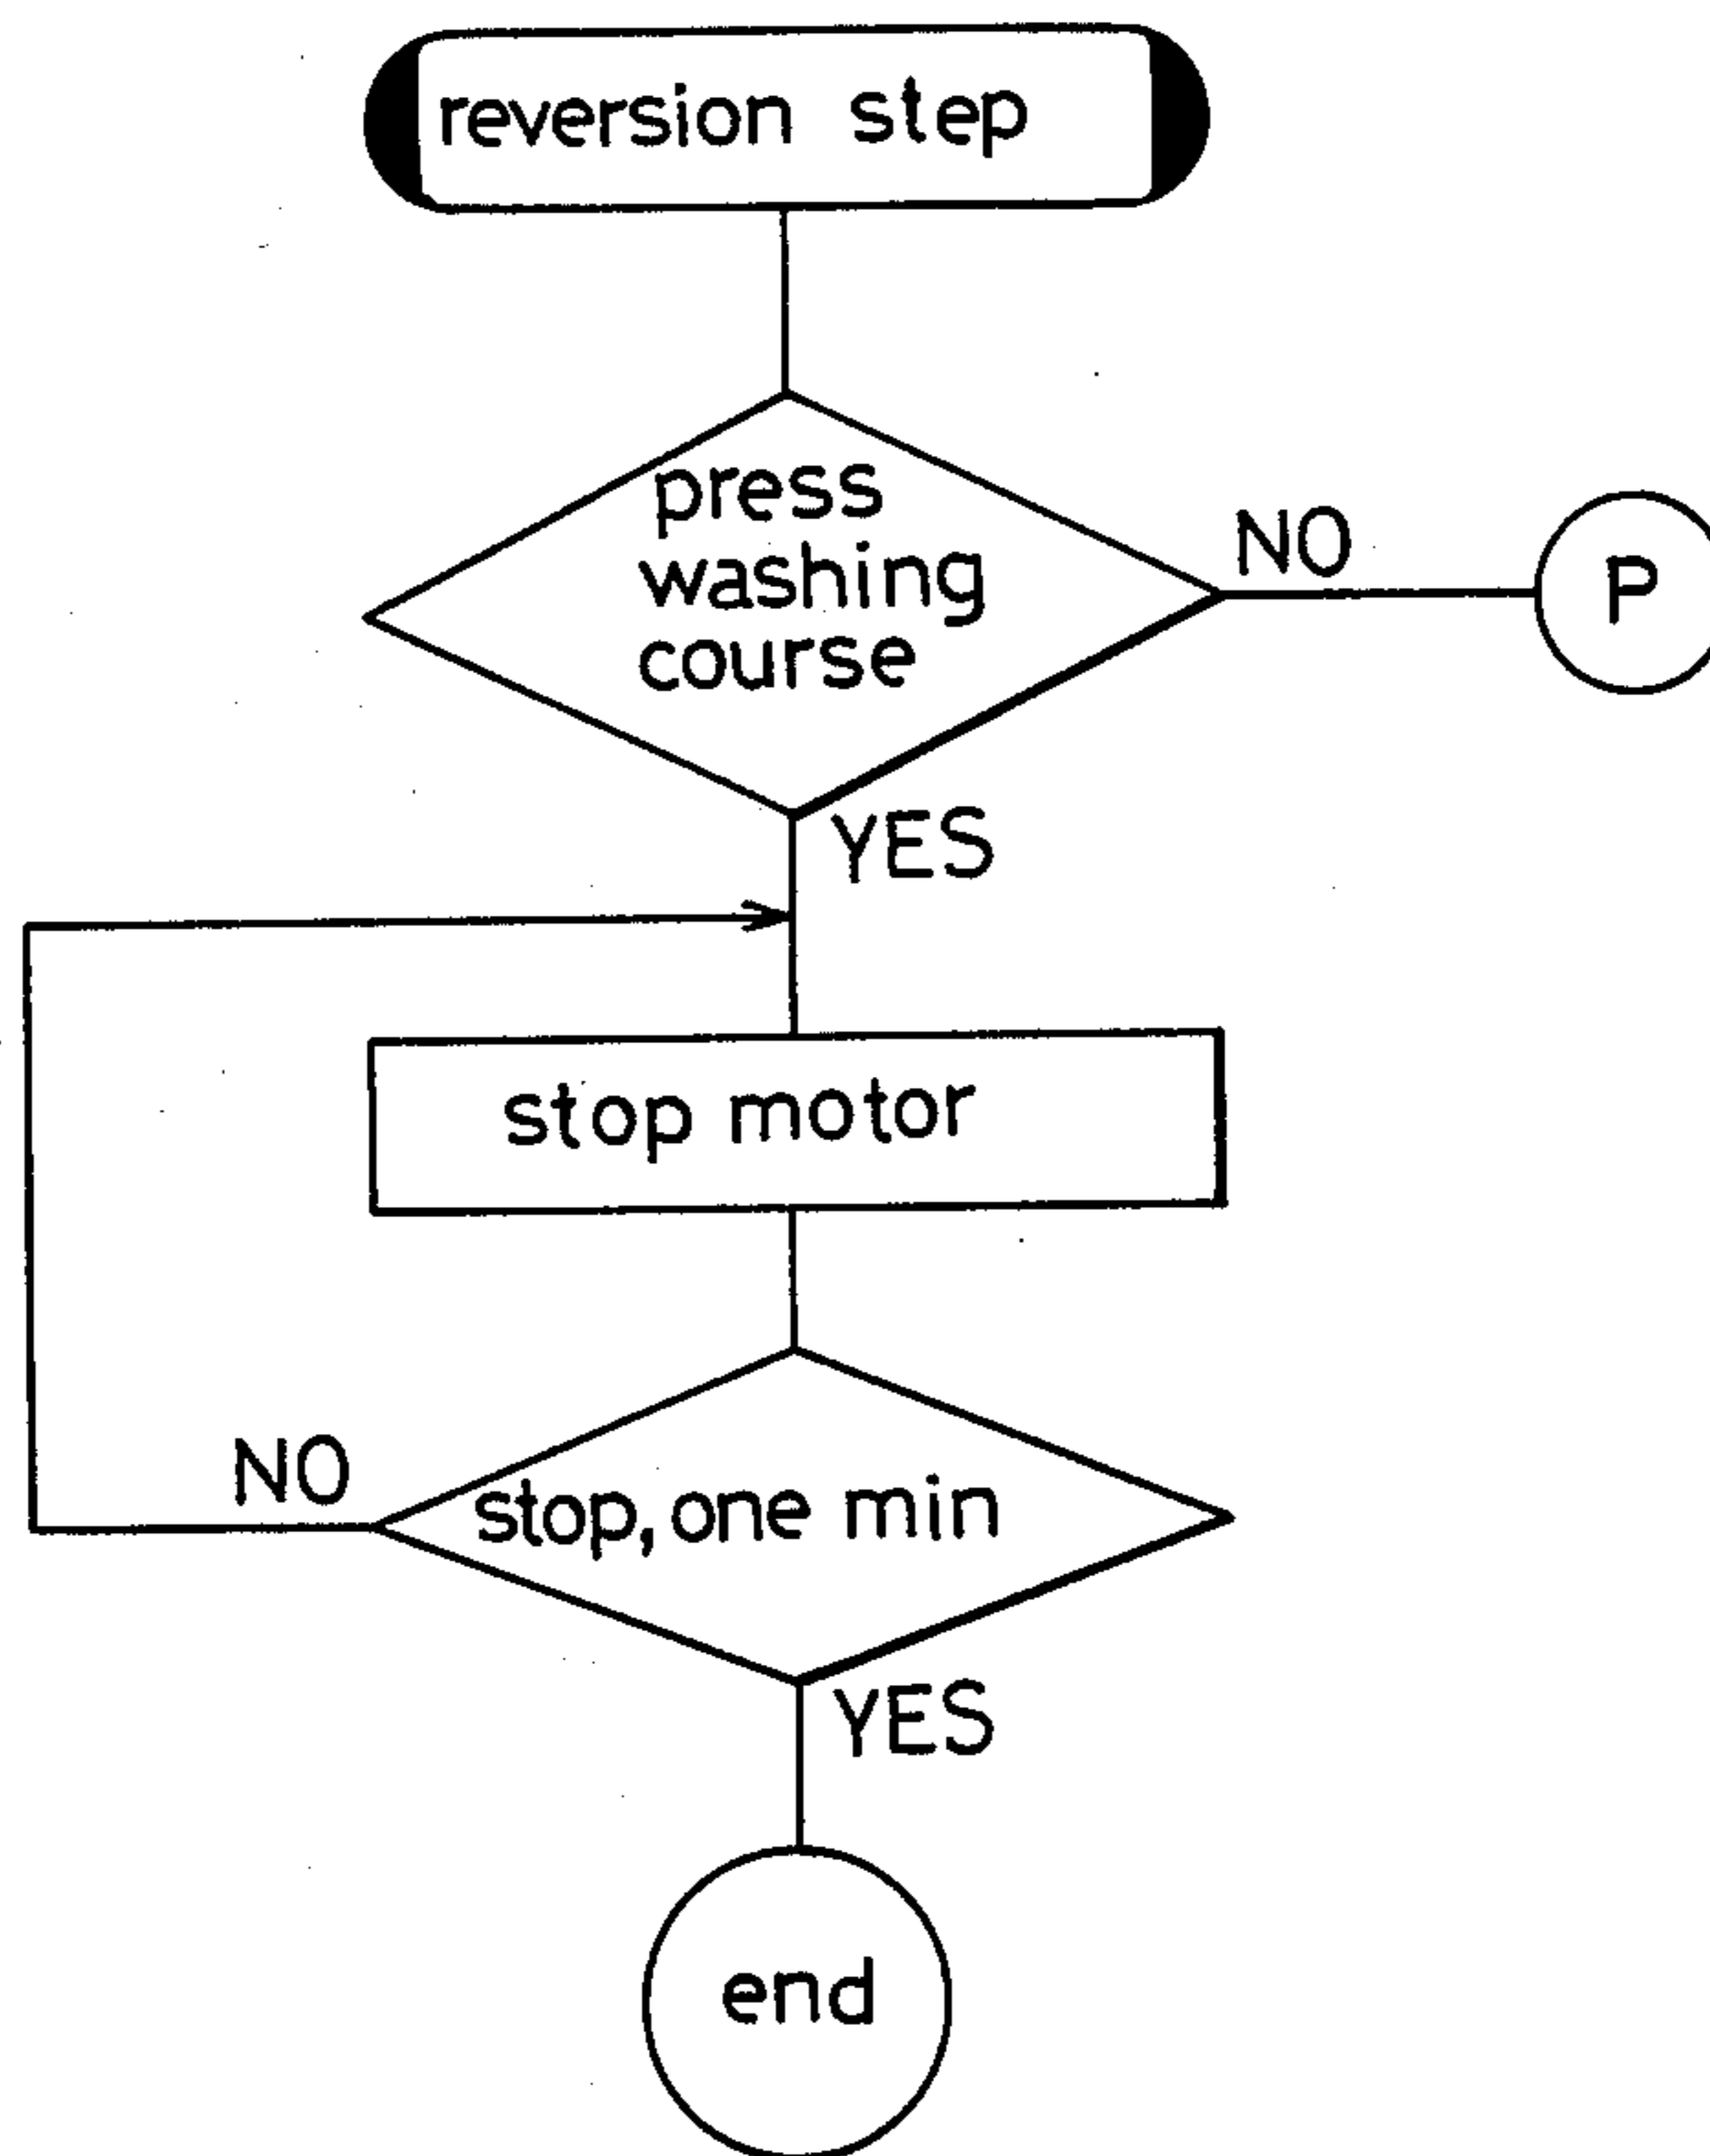 reversion step
press
washing
course
NO
P
YES
stop motor
NO
stop, one min
YES
end